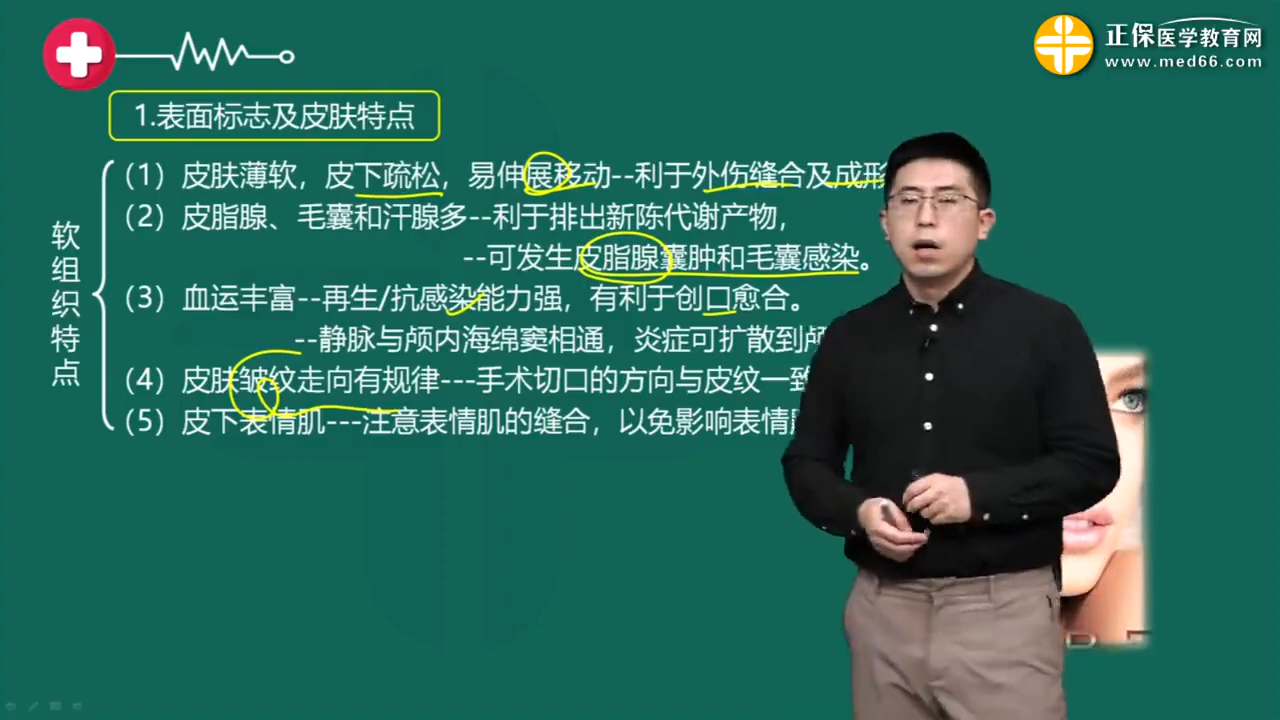 正保医学教育网
www.med66.com
1.表面标志及皮肤特点
软组织特点
（1）皮肤薄软，皮下疏松，易伸展移动--利于外伤缝合及成形
（2）皮脂腺、毛囊和汗腺多--利于排出新陈代谢产物，
--可发生皮脂腺囊肿和毛囊感染。
（3）血运丰富--再生/抗感染能力强，有利于创口愈合。
--静脉与颅内海绵窦相通，炎症可扩散到颅
（4）皮肤皱纹走向有规律---手术切口的方向与皮纹一致
（5）皮下表情肌---注意表情肌的缝合，以免影响表情